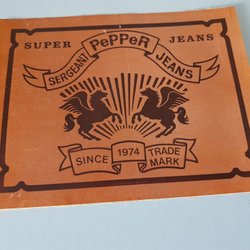 SUPER PePPeR JEANS
SERGEANT JEANS
SINCE 1974 TRADE MARK